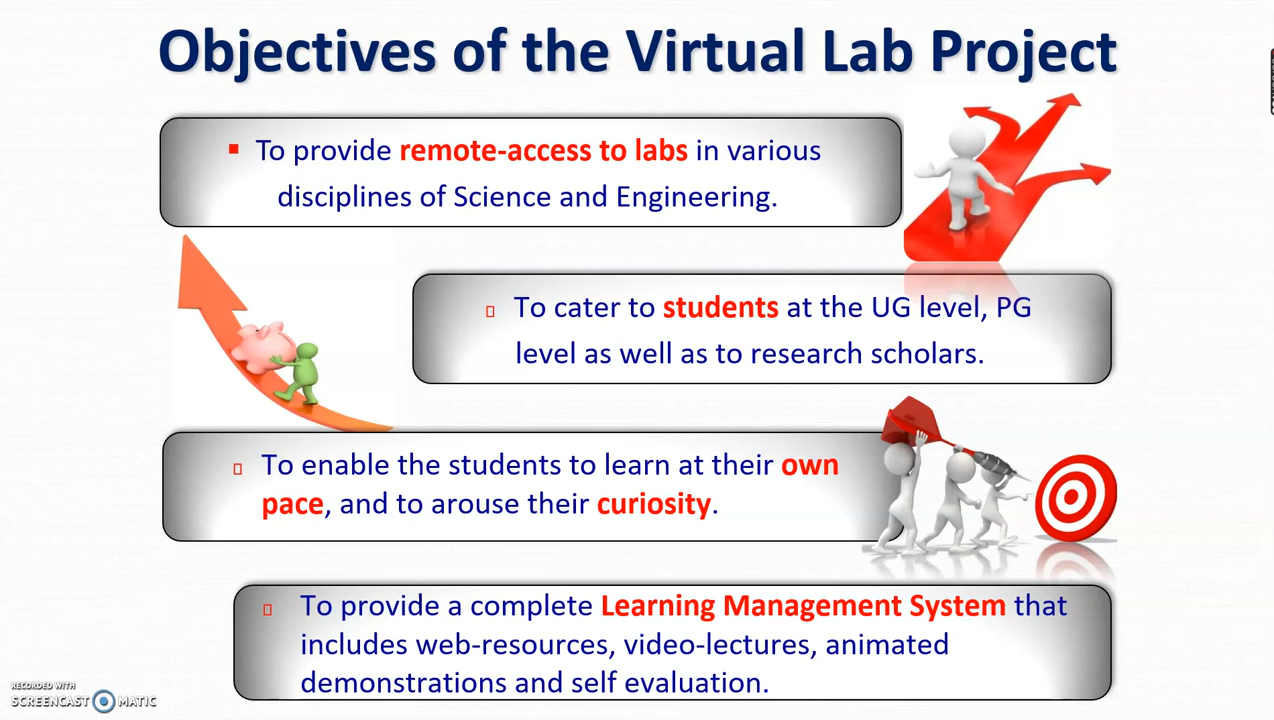 Objectives of the Virtual Lab Project
▪ To provide remote-access to labs in various
disciplines of Science and Engineering.
▯ To cater to students at the UG level, PG
level as well as to research scholars.
▯ To enable the students to learn at their own
pace, and to arouse their curiosity.
▯ To provide a complete Learning Management System that
includes web-resources, video-lectures, animated
demonstrations and self evaluation.
RECORDED WITH
SCREENCAST MATIC